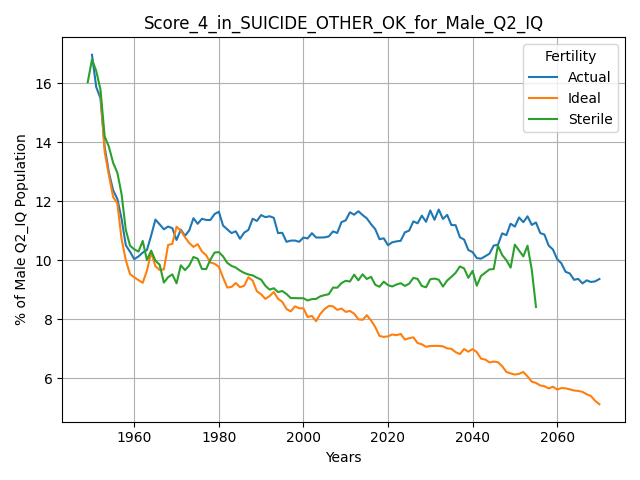 Score_4_in_SUICIDE_OTHER_OK_for_Male_Q2_IQ
Fertility
Actual
Ideal
Sterile
% of Male Q2_IQ Population
16
14
12
10
8
6
1960
1980
2000
2020
2040
2060
Years